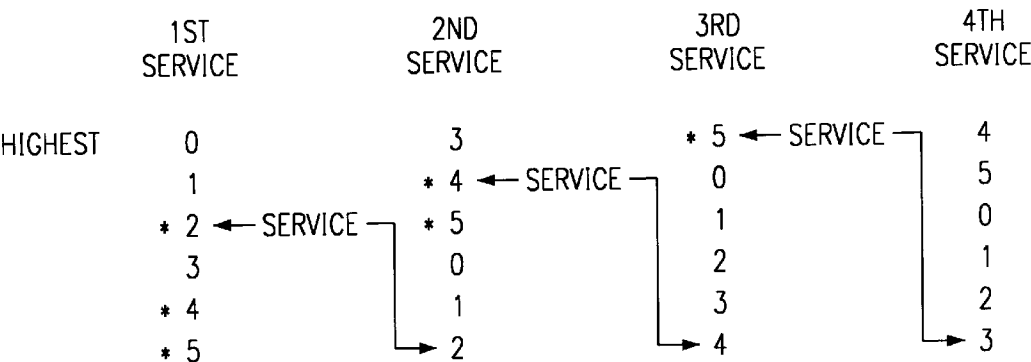 1ST SERVICE 2ND SERVICE 3RD SERVICE 4TH SERVICE
HIGHEST 0 3 * 5 SERVICE 4
1 * 4 SERVICE 0 5
* 2 SERVICE * 5 1 0
3 0 2 1
* 4 1 3 2
* 5 2 4 3